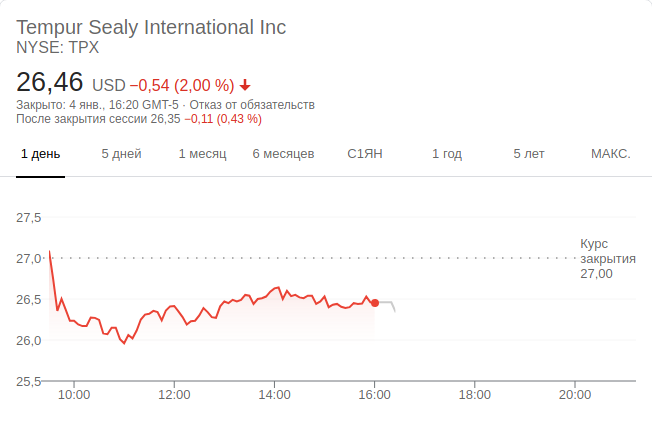 Tempur Sealy International Inc
NYSE: TPX
26,46 USD −0,54 (2,00 %)
Закрыто: 4 янв., 16:20 GMT-5 · Отказ от обязательств
После закрытия сессии 26,35 −0,11 (0,43 %)
1 день 5 дней 1 месяц 6 месяцев С1ЯН 1 год 5 лет МАКС.
27,5
Курс
27,0 закрытия
27,00
26,5
26,0
25,5
10:00 12:00 14:00 16:00 18:00 20:00